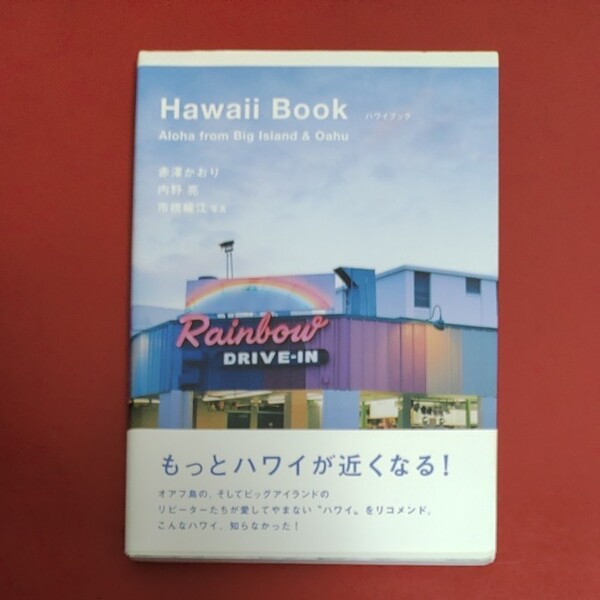 Hawaii Book ハワイブック
Aloha from Big Island & Oahu
赤澤かおり
内野 亮
市橋織江 写真
Rainbow
DRIVE-IN
もっとハワイが近くなる！
オアフ島の、そしてビッグアイランドの
リピーターたちが愛してやまない〝ハワイ〟をリコメンド。
こんなハワイ、知らなかった！